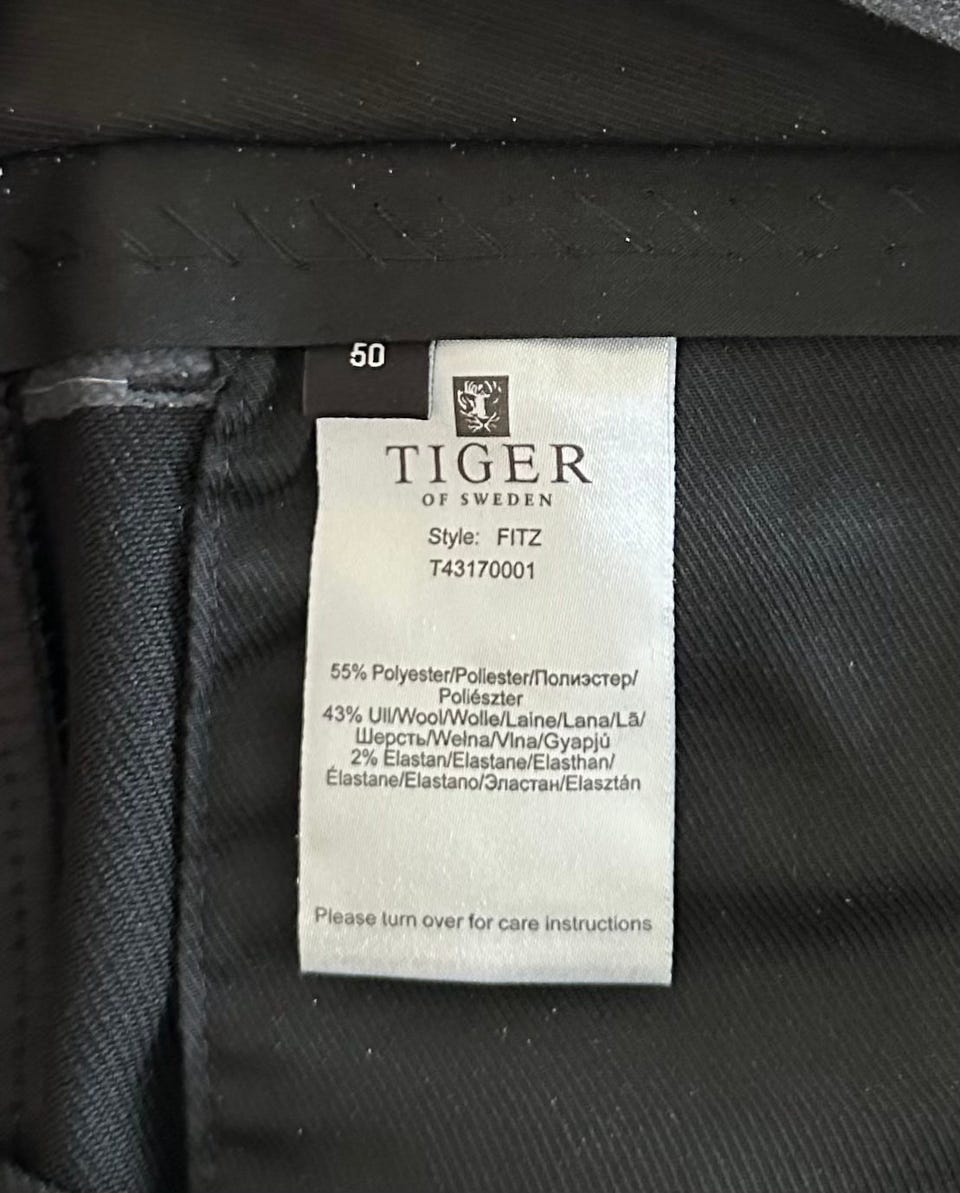 50
TIGER
OF SWEDEN
Style: FITZ
T43170001
55% Polyester/Poliester/Полиэстер/
Poliészter
43% Ull/Wool/Wolle/Laine/Lana/Lã/
Шерсть/Wełna/Vlna/Gyapjú
2% Elastan/Elastane/Elasthan/
Élastane/Elastano/Эластан/Elasztán
Please turn over for care instructions